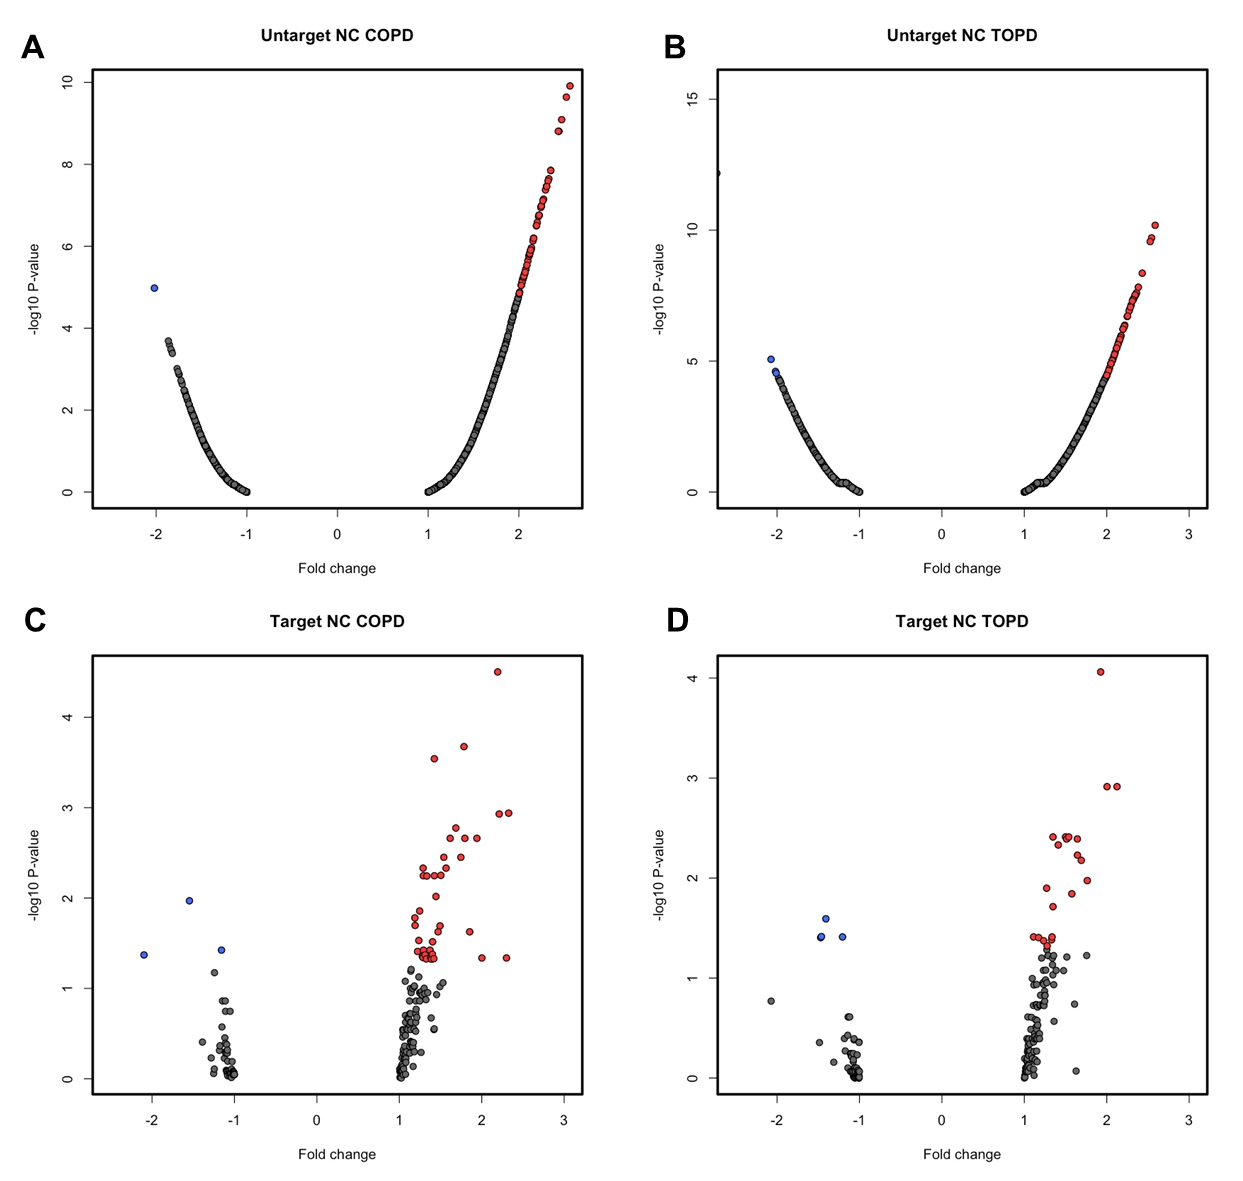 A
Untarget NC COPD
-log10 P-value
10
8
6
4
2
0
-2 -1 0 1 2
Fold change
B
Untarget NC TOPD
-log10 P-value
15
10
5
0
-2 -1 0 1 2 3
Fold change
C
Target NC COPD
-log10 P-value
4
3
2
1
0
-2 -1 0 1 2 3
Fold change
D
Target NC TOPD
-log10 P-value
4
3
2
1
0
-2 -1 0 1 2 3
Fold change